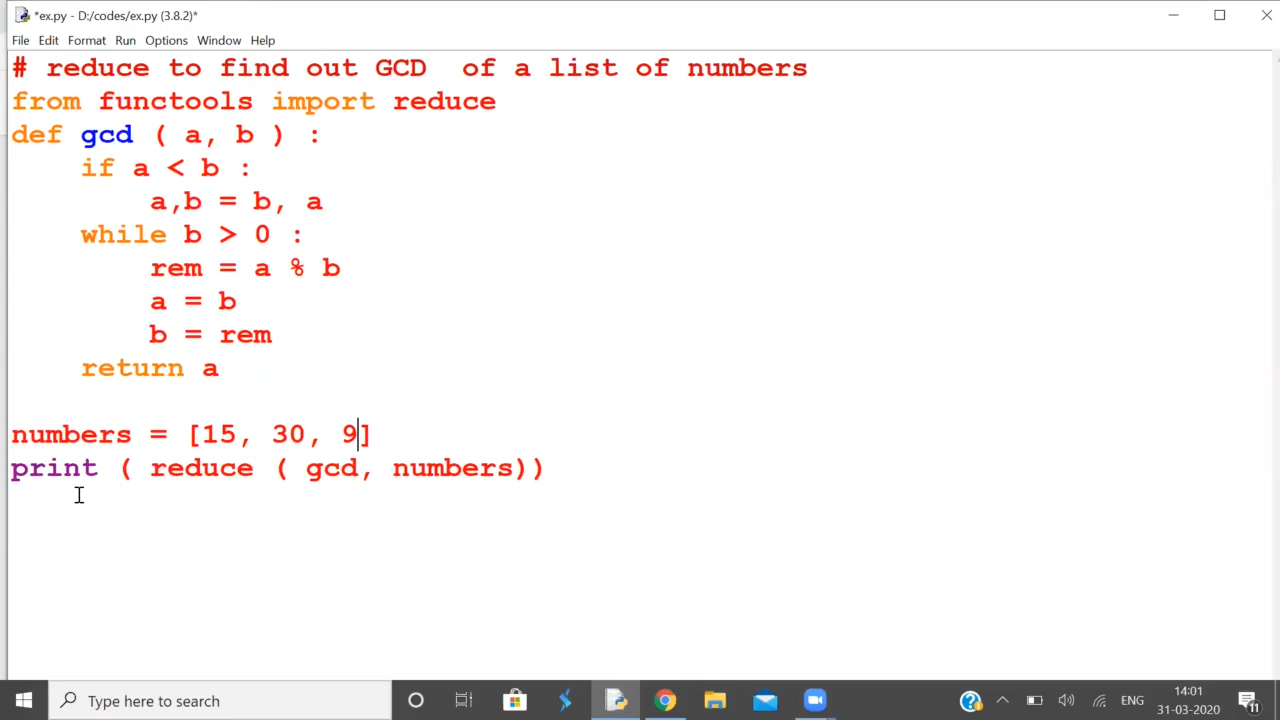 *ex.py - D:/codes/ex.py (3.8.2)*
File Edit Format Run Options Window Help
# reduce to find out GCD  of a list of numbers
from functools import reduce
def gcd ( a, b ) :
    if a < b :
        a,b = b, a
    while b > 0 :
        rem = a % b
        a = b
        b = rem
    return a

numbers = [15, 30, 9]
print ( reduce ( gcd, numbers))
Type here to search
ENG
14:01
31-03-2020
11